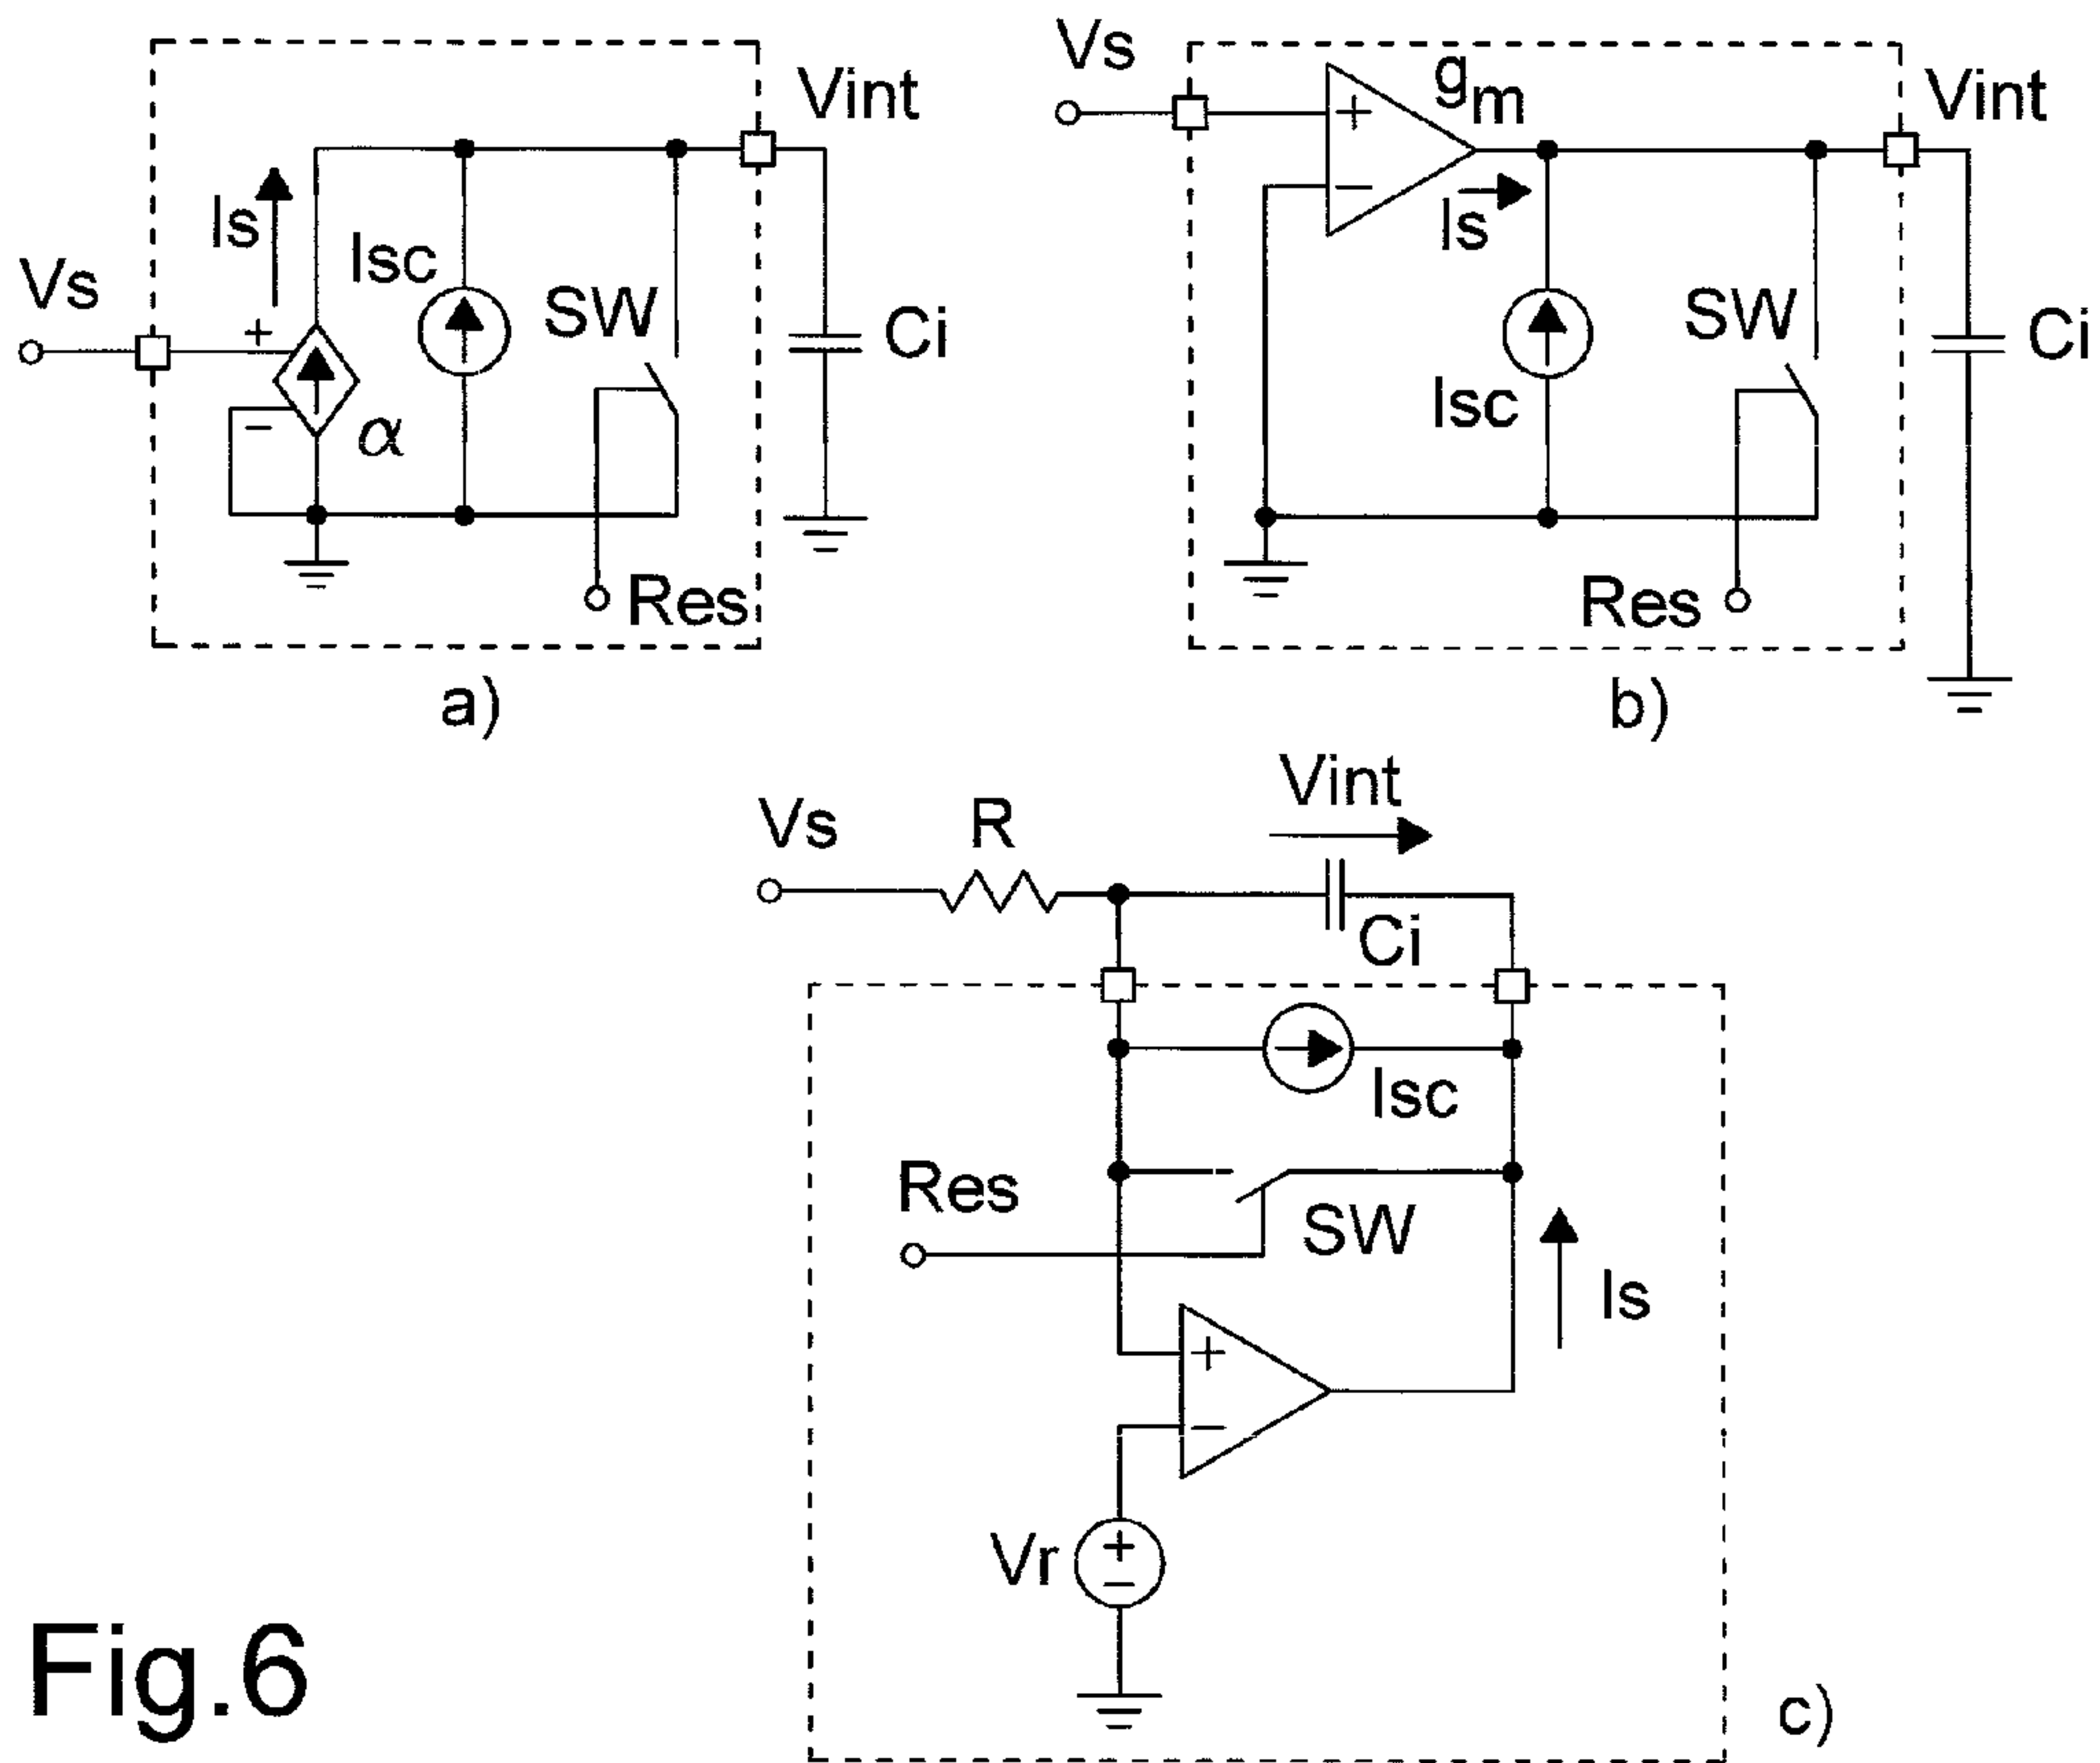 Vs
Is
+
−
α
Isc
SW
Res
Vint
Ci
a)
Vs
+
−
gm
Is
Isc
SW
Res
Vint
Ci
b)
Vs
R
Vint
Ci
Isc
Res
SW
Is
+
−
Vr
+
−
c)
Fig.6